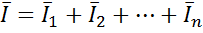 Ī = Ī₁ + Ī₂ + ⋯ + Īₙ